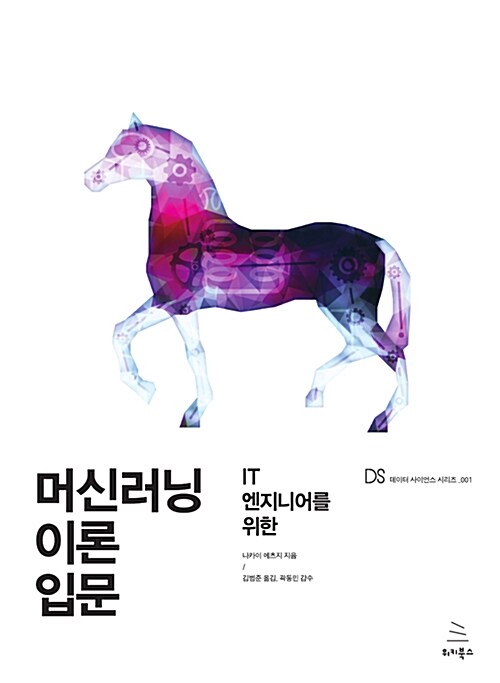 머신러닝
이론
입문
IT
엔지니어를
위한
나카이 에츠지 지음
/
김범준 옮김, 곽동민 감수
DS 데이터 사이언스 시리즈_001
위키북스